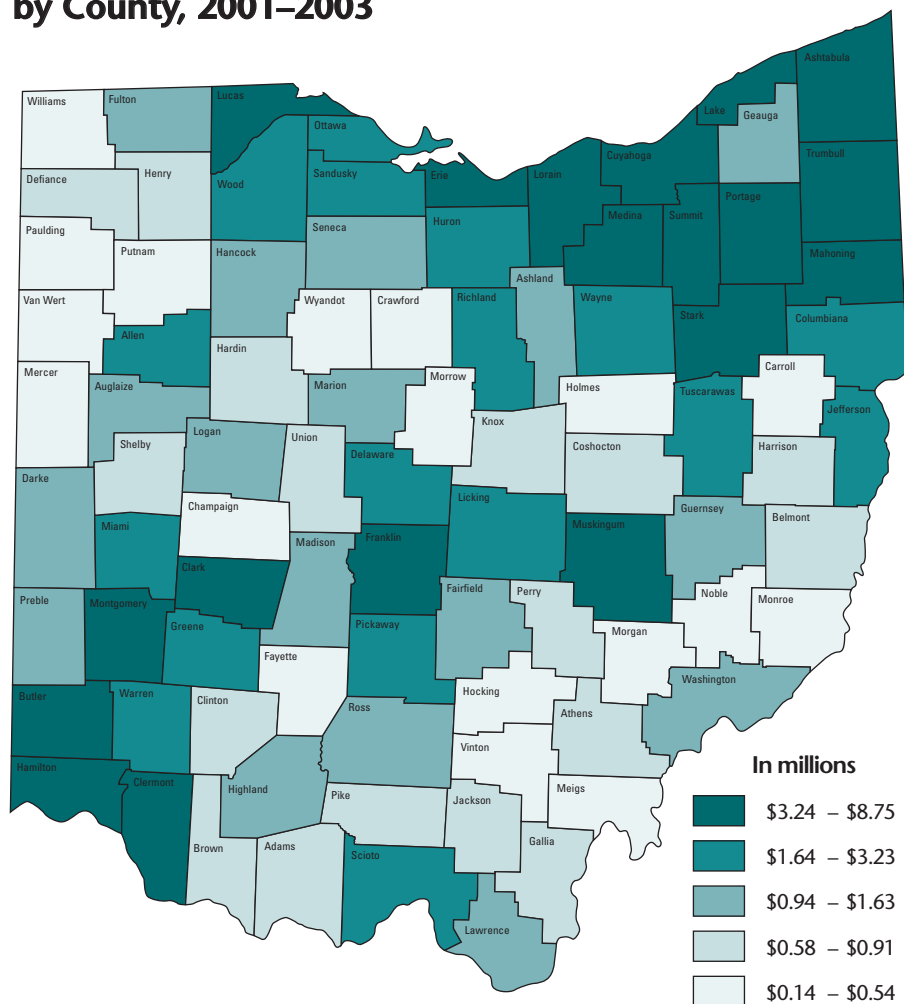 by County, 2001–2003
Ashtabula
Williams
Fulton
Lucas
Lake
Geauga
Ottawa
Cuyahoga
Trumbull
Defiance
Henry
Wood
Sandusky
Erie
Lorain
Medina
Summit
Portage
Paulding
Putnam
Hancock
Seneca
Huron
Mahoning
Ashland
Van Wert
Wyandot
Crawford
Richland
Wayne
Stark
Columbiana
Allen
Hardin
Mercer
Auglaize
Marion
Morrow
Holmes
Tuscarawas
Carroll
Jefferson
Shelby
Logan
Union
Knox
Coshocton
Harrison
Darke
Delaware
Champaign
Licking
Guernsey
Belmont
Miami
Madison
Franklin
Muskingum
Clark
Preble
Montgomery
Greene
Fairfield
Perry
Noble
Monroe
Pickaway
Morgan
Fayette
Washington
Butler
Warren
Clinton
Ross
Hocking
Athens
Vinton
Hamilton
Clermont
Highland
Pike
Jackson
Meigs
Brown
Adams
Scioto
Gallia
Lawrence
In millions
$3.24 – $8.75
$1.64 – $3.23
$0.94 – $1.63
$0.58 – $0.91
$0.14 – $0.54